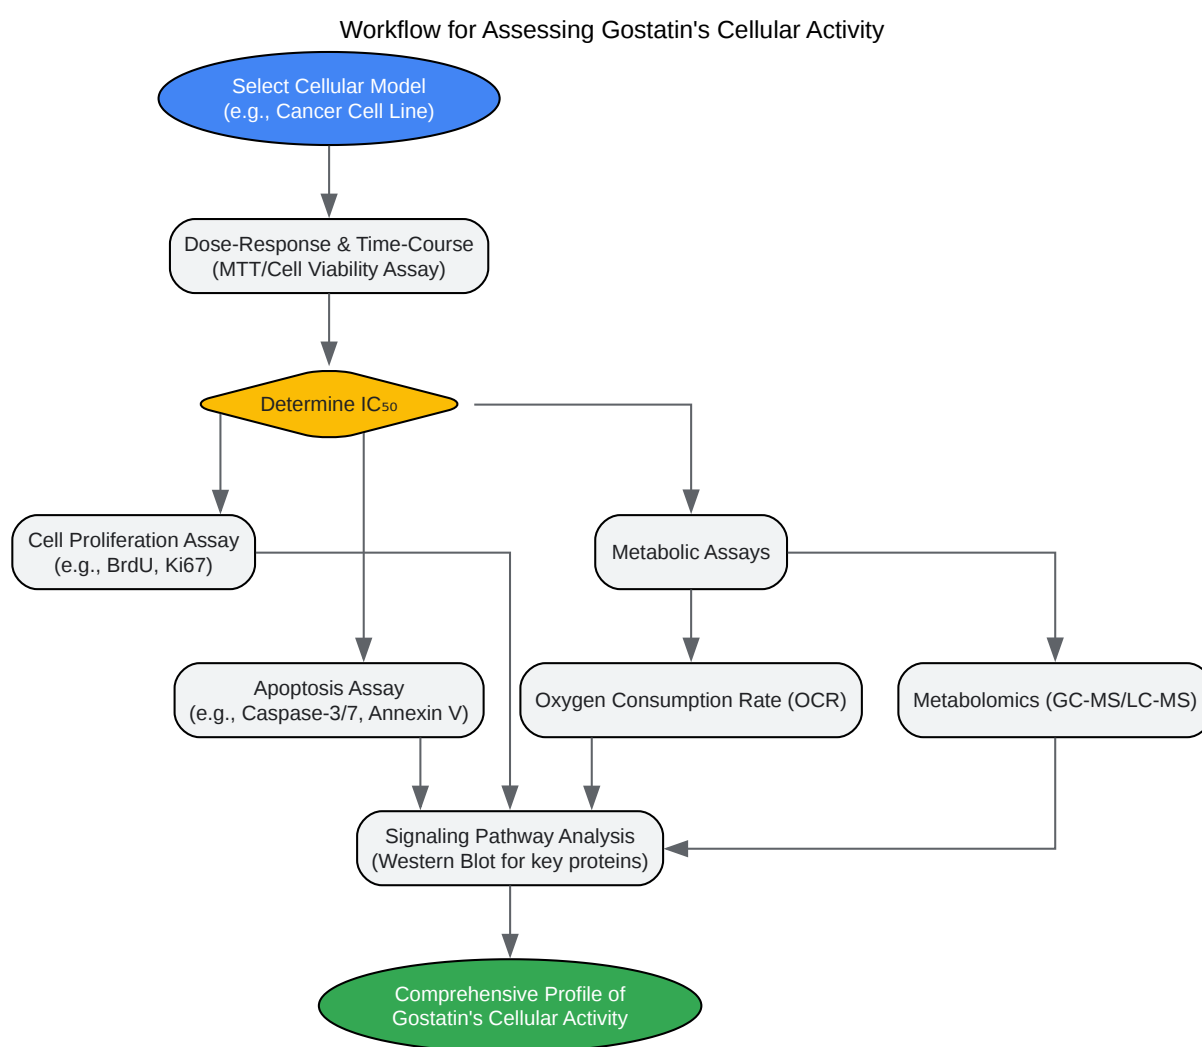 Workflow for Assessing Gostatin's Cellular Activity
Select Cellular Model
(e.g., Cancer Cell Line)
Dose-Response & Time-Course
(MTT/Cell Viability Assay)
Determine IC₅₀
Cell Proliferation Assay
(e.g., BrdU, Ki67)
Metabolic Assays
Apoptosis Assay
(e.g., Caspase-3/7, Annexin V)
Oxygen Consumption Rate (OCR)
Metabolomics (GC-MS/LC-MS)
Signaling Pathway Analysis
(Western Blot for key proteins)
Comprehensive Profile of
Gostatin's Cellular Activity